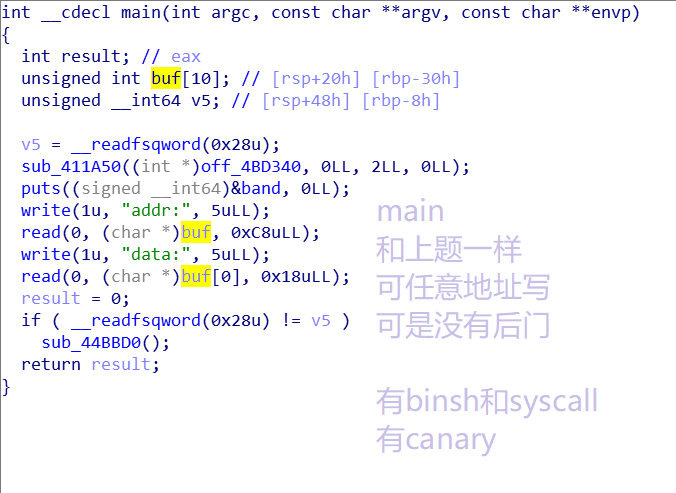 int __cdecl main(int argc, const char **argv, const char **envp)
{
int result; // eax
unsigned int buf[10]; // [rsp+20h] [rbp-30h]
unsigned __int64 v5; // [rsp+48h] [rbp-8h]
v5 = __readfsqword(0x28u);
sub_411A50((int *)off_4BD340, 0LL, 2LL, 0LL);
puts((signed __int64)&band, 0LL);
write(1u, "addr:", 5uLL);
read(0, (char *)buf, 0xC8uLL);
write(1u, "data:", 5uLL);
read(0, (char *)buf[0], 0x18uLL);
result = 0;
if ( __readfsqword(0x28u) != v5 )
sub_44BBD0();
return result;
}
main
和上题一样
可任意地址写
可是没有后门
有binsh和syscall
有canary